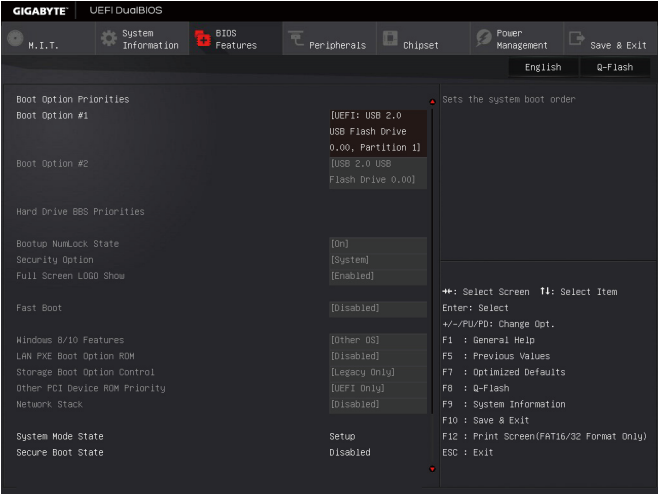 GIGABYTE™ UEFI DualBIOS
M.I.T.
System Information
BIOS Features
Peripherals
Chipset
Power Management
Save & Exit
English Q-Flash
Boot Option Priorities
Boot Option #1 [UEFI: USB 2.0
USB Flash Drive
0.00, Partition 1]
Boot Option #2 [USB 2.0 USB
Flash Drive 0.00]
Hard Drive BBS Priorities
Bootup NumLock State [On]
Security Option [System]
Full Screen LOGO Show [Enabled]
Fast Boot [Disabled]
Windows 8/10 Features [Other OS]
LAN PXE Boot Option ROM [Disabled]
Storage Boot Option Control [Legacy Only]
Other PCI Device ROM Priority [UEFI Only]
Network Stack [Disabled]
System Mode State Setup
Secure Boot State Disabled
Sets the system boot order
→←: Select Screen ↑↓: Select Item
Enter: Select
+/-/PU/PD: Change Opt.
F1 : General Help
F5 : Previous Values
F7 : Optimized Defaults
F8 : Q-Flash
F9 : System Information
F10 : Save & Exit
F12 : Print Screen(FAT16/32 Format Only)
ESC : Exit